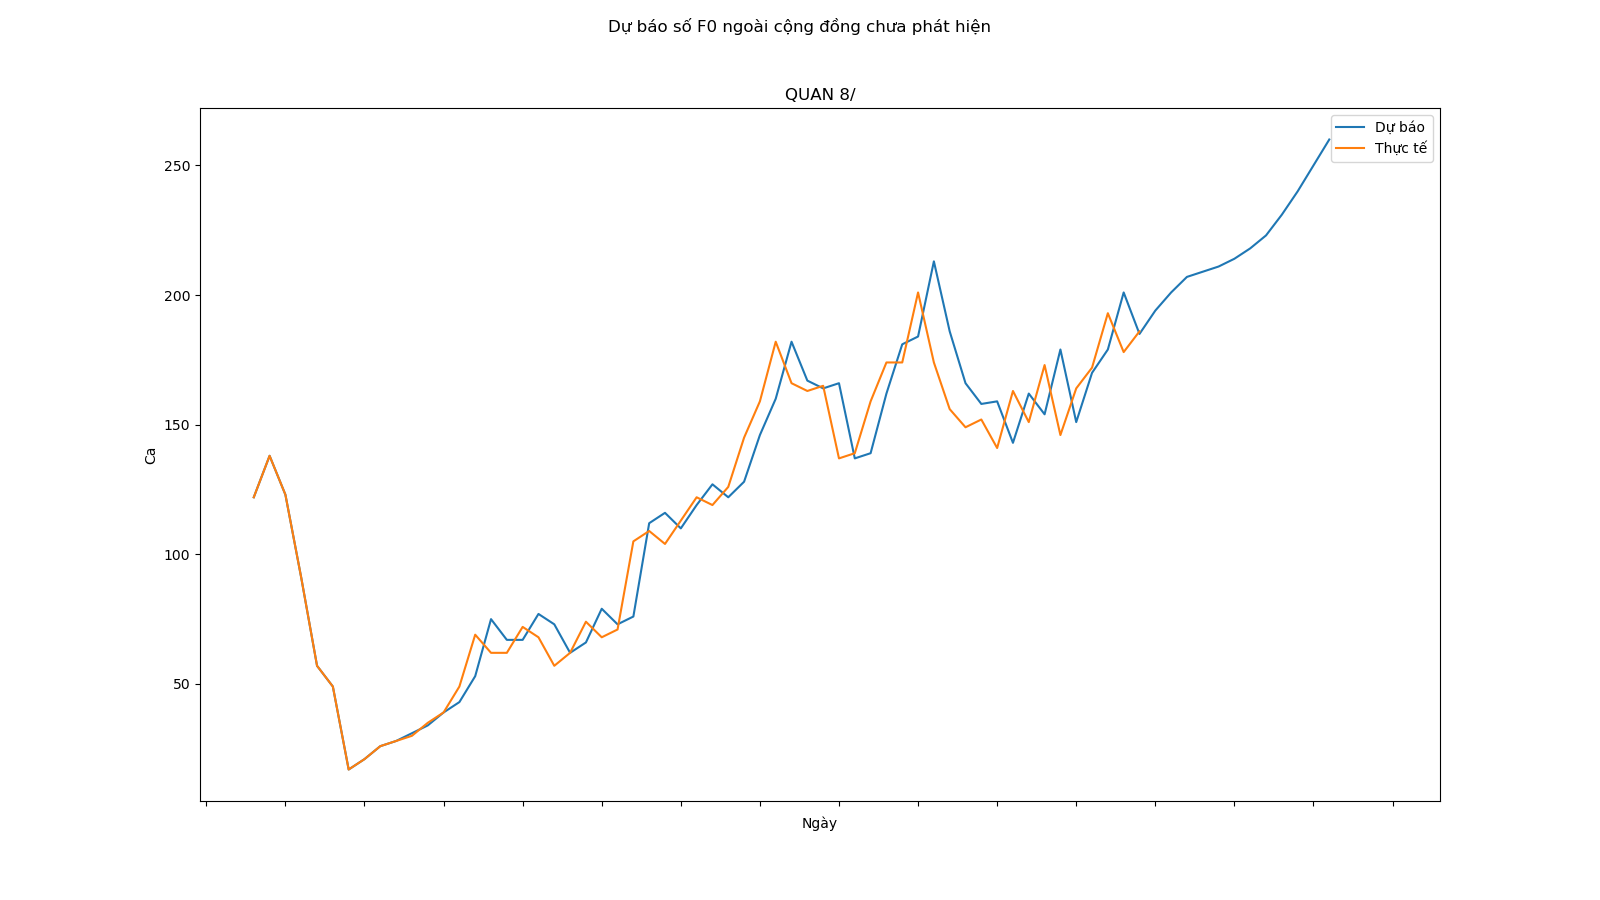 Dự báo số F0 ngoài cộng đồng chưa phát hiện
QUAN 8/
Dự báo
Thực tế
250
200
150
100
50
Ca
Ngày